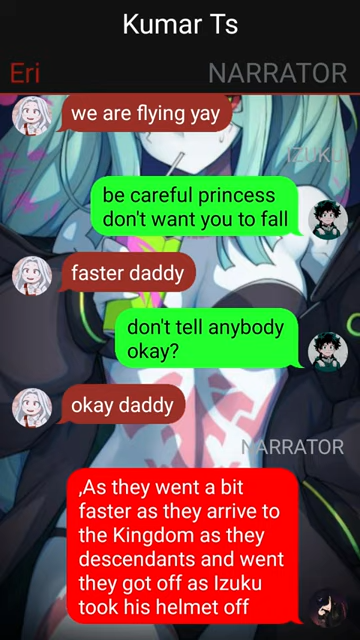 Kumar Ts
Eri
NARRATOR
we are flying yay
IZUKU
be careful princess
don't want you to fall
faster daddy
don't tell anybody
okay?
okay daddy
NARRATOR
,As they went a bit
faster as they arrive to
the Kingdom as they
descendants and went
they got off as Izuku
took his helmet off